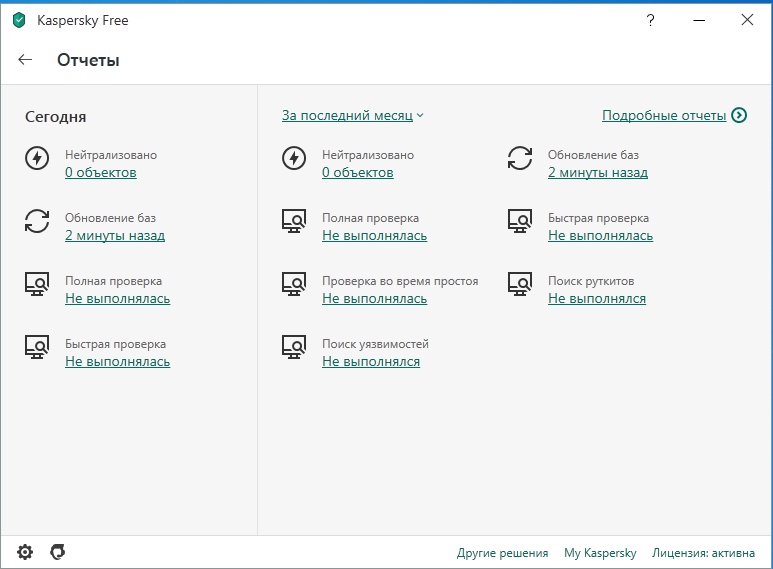 Kaspersky Free
?
Отчеты
Сегодня
Нейтрализовано
0 объектов
Обновление баз
2 минуты назад
Полная проверка
Не выполнялась
Быстрая проверка
Не выполнялась
За последний месяц
Подробные отчеты
Нейтрализовано
0 объектов
Обновление баз
2 минуты назад
Полная проверка
Не выполнялась
Быстрая проверка
Не выполнялась
Проверка во время простоя
Не выполнялась
Поиск руткитов
Не выполнялся
Поиск уязвимостей
Не выполнялся
Другие решения
My Kaspersky
Лицензия: активна